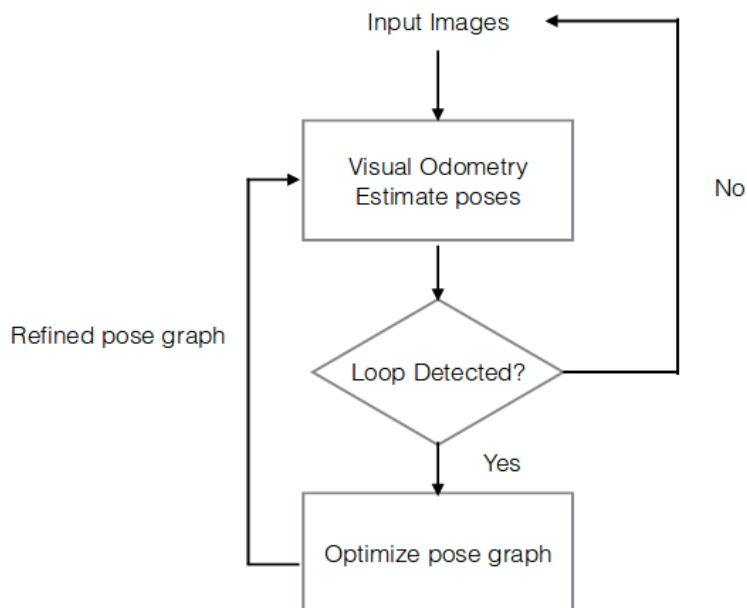 Input Images
Visual Odometry
Estimate poses
No
Refined pose graph
Loop Detected?
Yes
Optimize pose graph